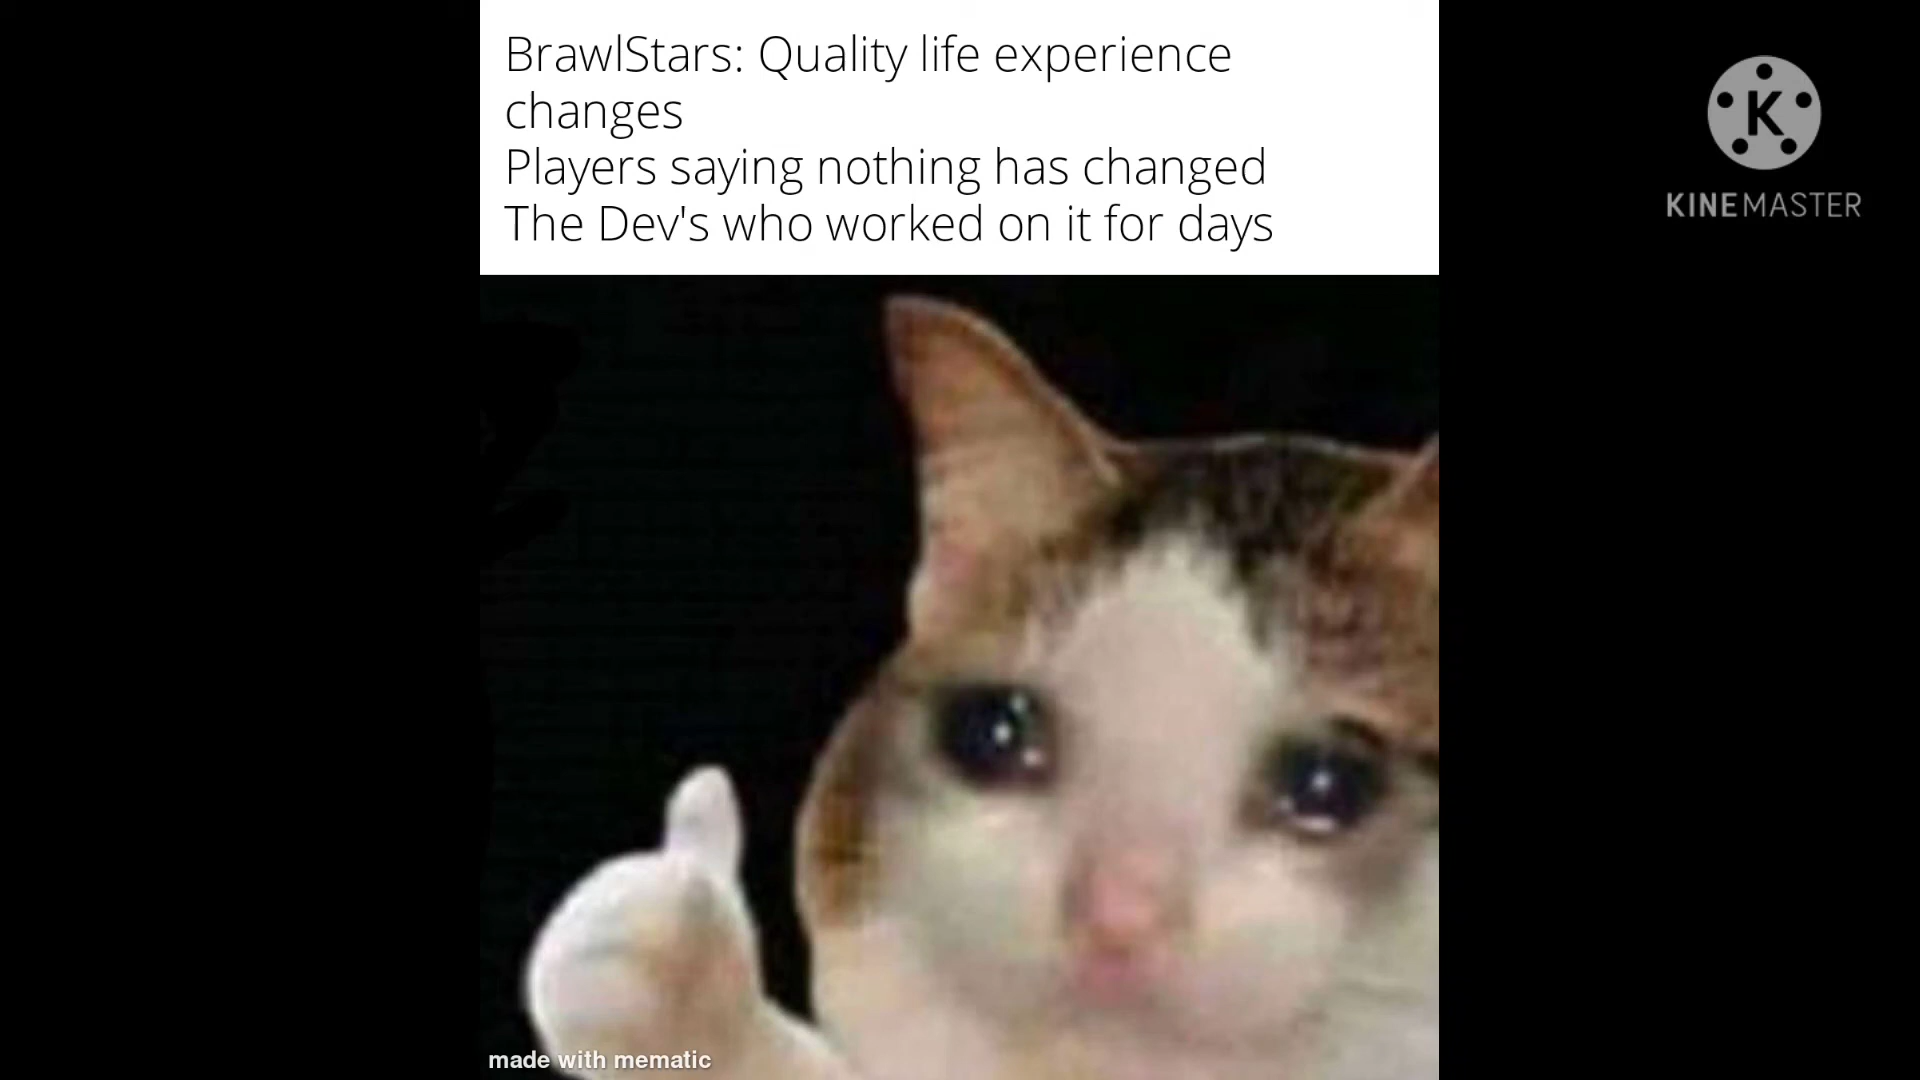 BrawlStars: Quality life experience
changes
Players saying nothing has changed
The Dev's who worked on it for days
K
KINEMASTER
made with mematic